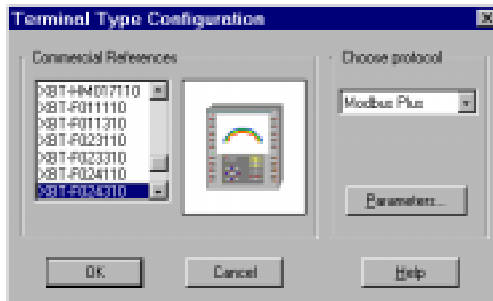 Terminal Type Configuration
Commercial References
XBT-HM017110
XBT-F011110
XBT-F011310
XBT-F023110
XBT-F023310
XBT-F024110
XBT-F024310
Choose protocol
Modbus Plus
Parameters...
OK
Cancel
Help